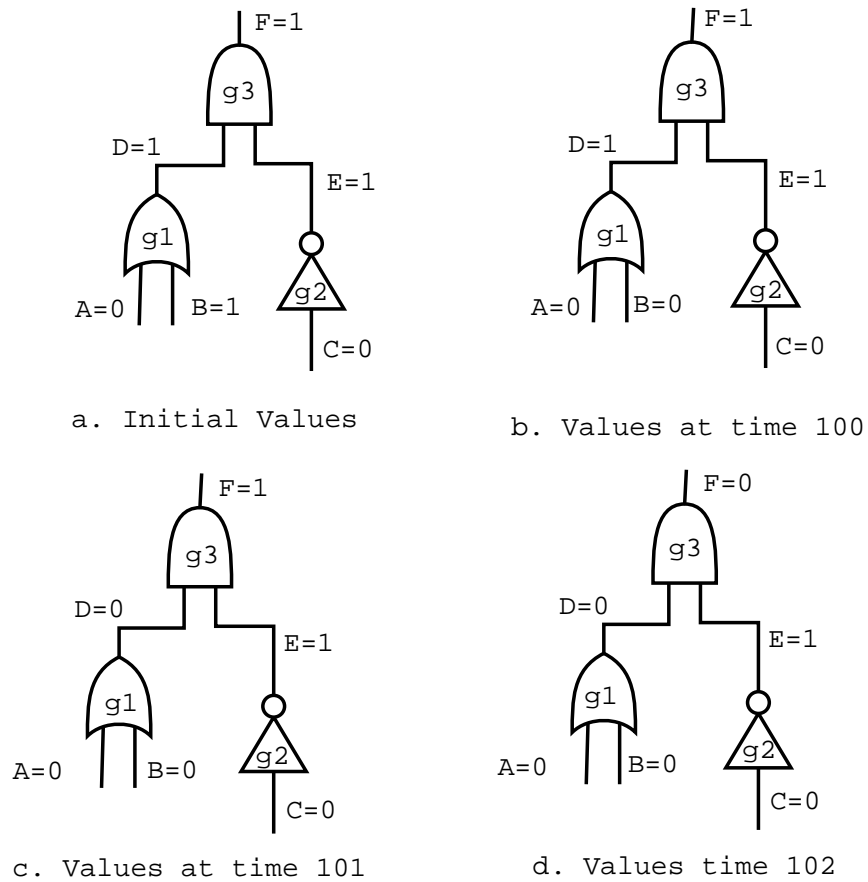 F=1
g3
D=1
E=1
g1
g2
A=0
B=1
C=0
a. Initial Values
F=1
g3
D=1
E=1
g1
g2
A=0
B=0
C=0
b. Values at time 100
F=1
g3
D=0
E=1
g1
g2
A=0
B=0
C=0
c. Values at time 101
F=0
g3
D=0
E=1
g1
g2
A=0
B=0
C=0
d. Values time 102